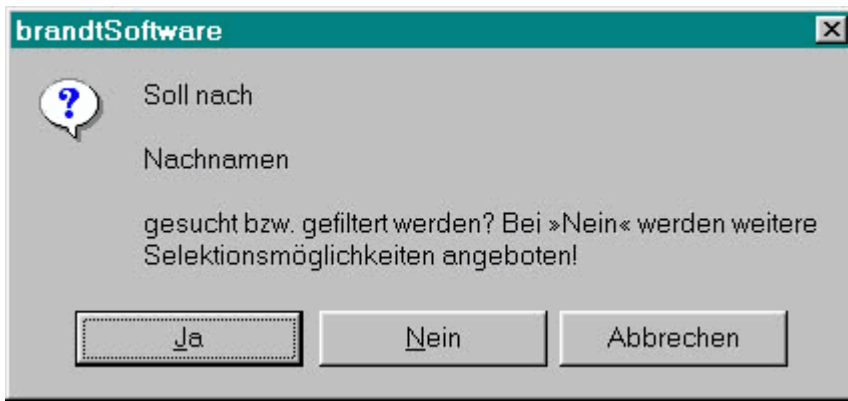 brandtSoftware
Soll nach
Nachnamen
gesucht bzw. gefiltert werden? Bei »Nein« werden weitere
Selektionsmöglichkeiten angeboten!
Ja Nein Abbrechen